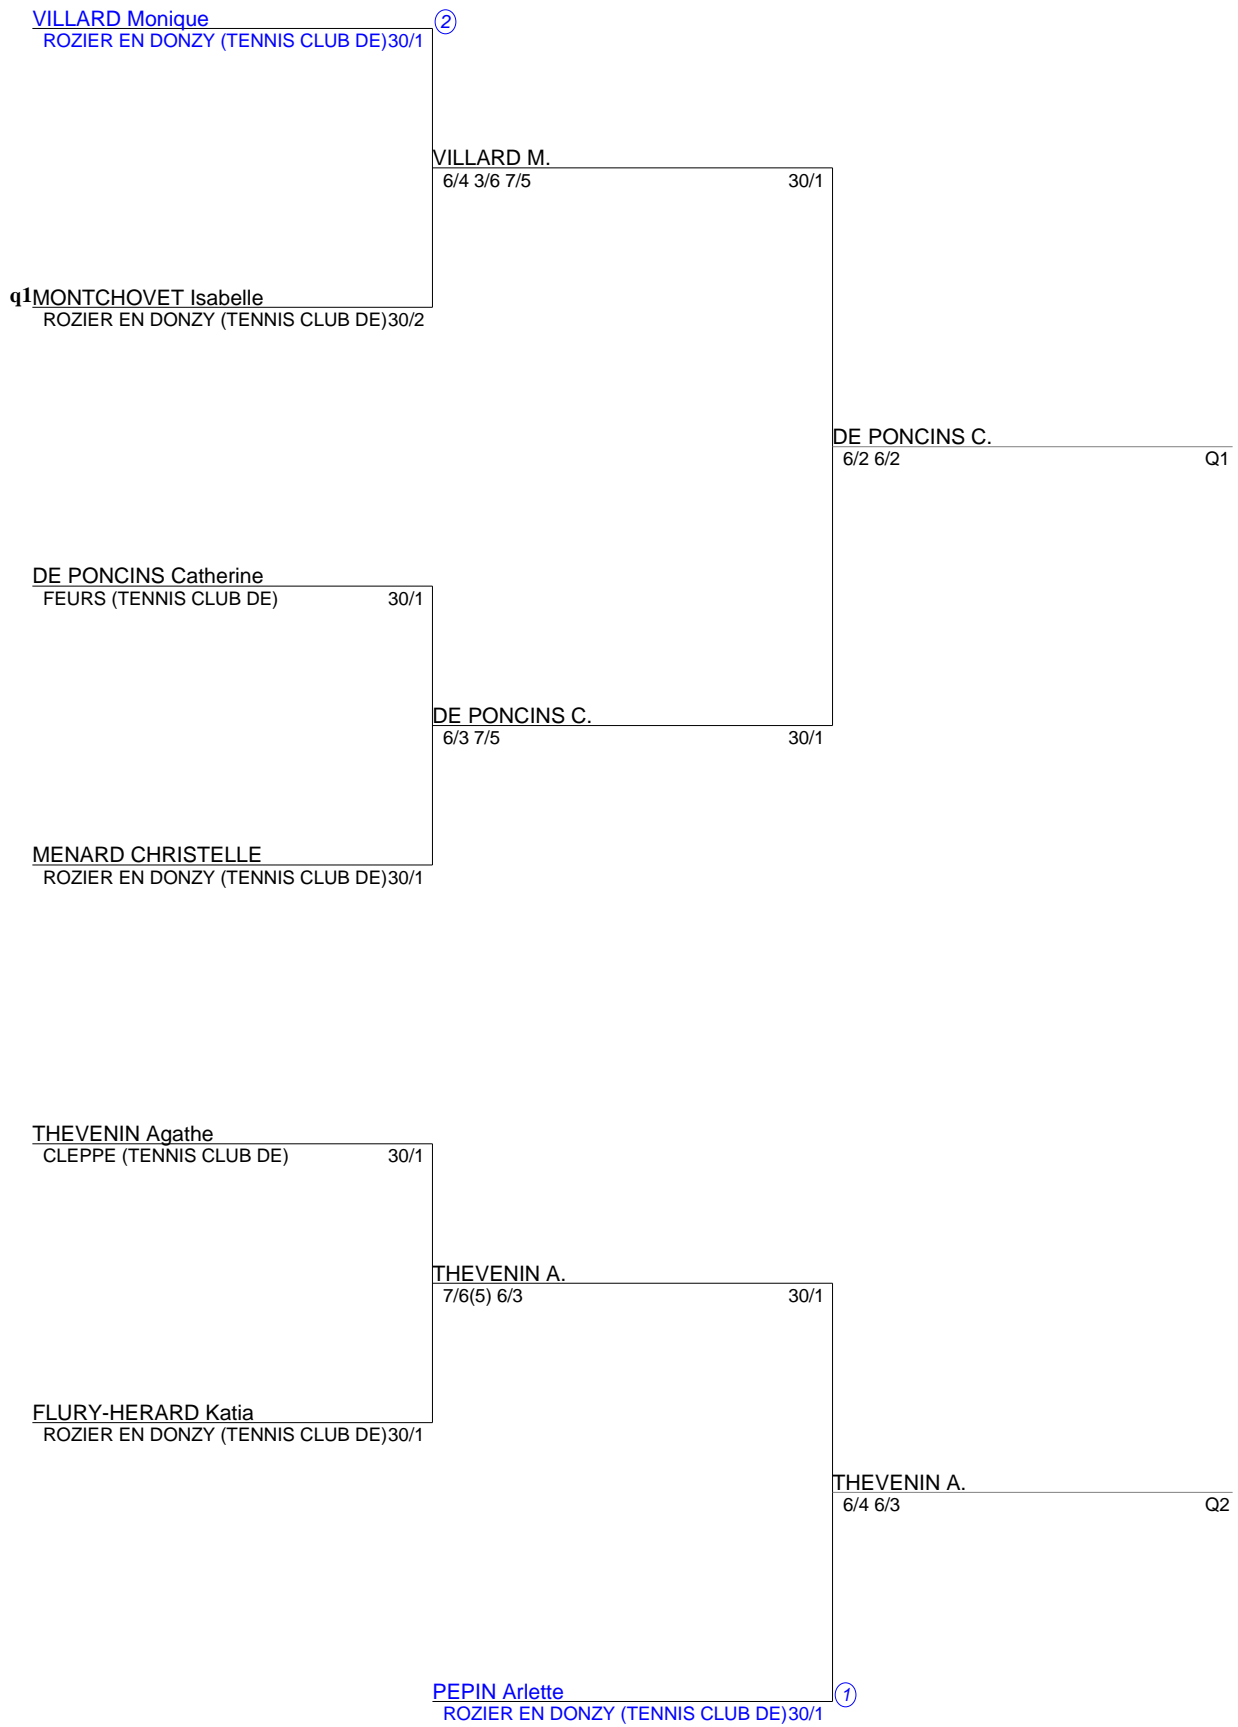 VILLARD Monique
2
ROZIER EN DONZY (TENNIS CLUB DE)30/1
VILLARD M.
6/4 3/6 7/5 30/1
q1MONTCHOVET Isabelle
ROZIER EN DONZY (TENNIS CLUB DE)30/2
DE PONCINS C.
6/2 6/2 Q1
DE PONCINS Catherine
FEURS (TENNIS CLUB DE) 30/1
DE PONCINS C.
6/3 7/5 30/1
MENARD CHRISTELLE
ROZIER EN DONZY (TENNIS CLUB DE)30/1
THEVENIN Agathe
CLEPPE (TENNIS CLUB DE) 30/1
THEVENIN A.
7/6(5) 6/3 30/1
FLURY-HERARD Katia
ROZIER EN DONZY (TENNIS CLUB DE)30/1
THEVENIN A.
6/4 6/3 Q2
PEPIN Arlette
1
ROZIER EN DONZY (TENNIS CLUB DE)30/1